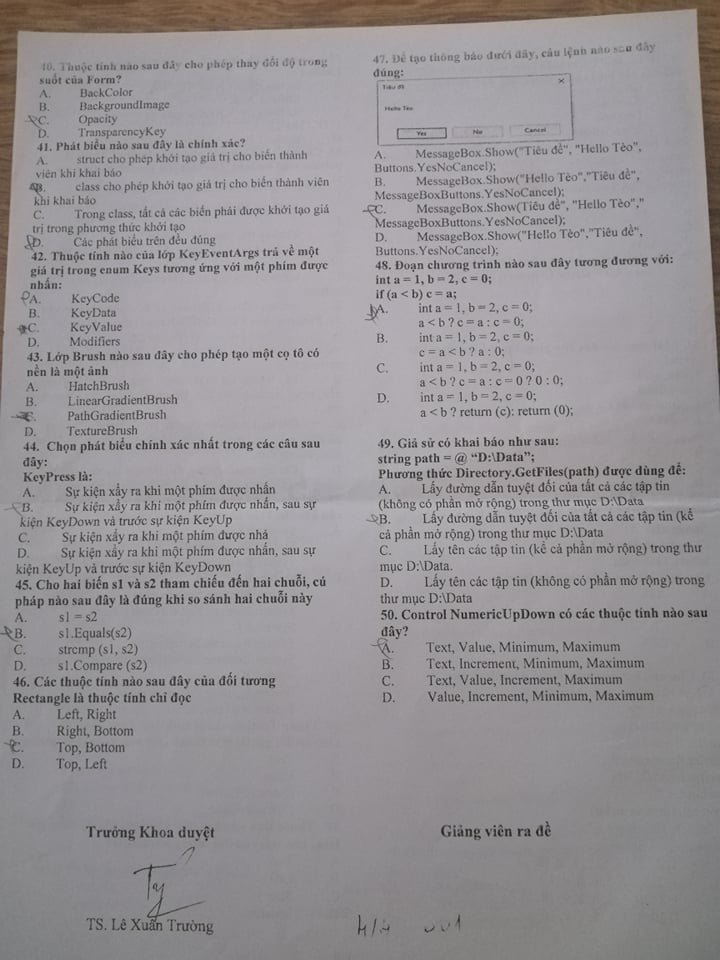 40. Thuộc tính nào sau đây cho phép thay đổi độ trong
suốt của Form?
A. BackColor
B. BackgroundImage
C. Opacity
D. TransparencyKey
41. Phát biểu nào sau đây là chính xác?
A. struct cho phép khởi tạo giá trị cho biến thành
viên khi khai báo
B. class cho phép khởi tạo giá trị cho biến thành viên
khi khai báo
C. Trong class, tất cả các biến phải được khởi tạo giá
trị trong phương thức khởi tạo
D. Các phát biểu trên đều đúng
42. Thuộc tính nào của lớp KeyEventArgs trả về một
giá trị trong enum Keys tương ứng với một phím được
nhấn:
A. KeyCode
B. KeyData
C. KeyValue
D. Modifiers
43. Lớp Brush nào sau đây cho phép tạo một cọ tô có
nền là một ảnh
A. HatchBrush
B. LinearGradientBrush
C. PathGradientBrush
D. TextureBrush
44. Chọn phát biểu chính xác nhất trong các câu sau
đây:
KeyPress là:
A. Sự kiện xẩy ra khi một phím được nhấn
B. Sự kiện xẩy ra khi một phím được nhấn, sau sự
kiện KeyDown và trước sự kiện KeyUp
C. Sự kiện xẩy ra khi một phím được nhả
D. Sự kiện xẩy ra khi một phím được nhấn, sau sự
kiện KeyUp và trước sự kiện KeyDown
45. Cho hai biến s1 và s2 tham chiếu đến hai chuỗi, cú
pháp nào sau đây là đúng khi so sánh hai chuỗi này
A. s1 = s2
B. s1.Equals(s2)
C. strcmp (s1, s2)
D. s1.Compare (s2)
46. Các thuộc tính nào sau đây của đối tương
Rectangle là thuộc tính chỉ đọc
A. Left, Right
B. Right, Bottom
C. Top, Bottom
D. Top, Left
Trưởng Khoa duyệt
TS. Lê Xuân Trường
47. Để tạo thông báo dưới đây, câu lệnh nào sau đây
đúng:
Tiêu đề
Hello Tèo
Yes No Cancel
A. MessageBox.Show("Tiêu đề", "Hello Tèo",
Buttons.YesNoCancel);
B. MessageBox.Show("Hello Tèo","Tiêu đề",
MessageBoxButtons.YesNoCancel);
C. MessageBox.Show(Tiêu đề", "Hello Tèo","
MessageBoxButtons.YesNoCancel);
D. MessageBox.Show("Hello Tèo","Tiêu đề",
Buttons.YesNoCancel);
48. Đoạn chương trình nào sau đây tương đương với:
int a = 1, b = 2, c = 0;
if (a < b) c = a;
A. int a = 1, b = 2, c = 0;
a < b ? c = a : c = 0;
B. int a = 1, b = 2, c = 0;
c = a < b ? a : 0;
C. int a = 1, b = 2, c = 0;
a < b ? c = a : c = 0 ? 0 : 0;
D. int a = 1, b = 2, c = 0;
a < b ? return (c): return (0);
49. Giả sử có khai báo như sau:
string path = @ “D:\Data”;
Phương thức Directory.GetFiles(path) được dùng để:
A. Lấy đường dẫn tuyệt đối của tất cả các tập tin
(không có phần mở rộng) trong thư mục D:\Data
B. Lấy đường dẫn tuyệt đối của tất cả các tập tin (kể
cả phần mở rộng) trong thư mục D:\Data
C. Lấy tên các tập tin (kể cả phần mở rộng) trong thư
mục D:\Data.
D. Lấy tên các tập tin (không có phần mở rộng) trong
thư mục D:\Data
50. Control NumericUpDown có các thuộc tính nào sau
đây?
A. Text, Value, Minimum, Maximum
B. Text, Increment, Minimum, Maximum
C. Text, Value, Increment, Maximum
D. Value, Increment, Minimum, Maximum
Giảng viên ra đề
4/4 001